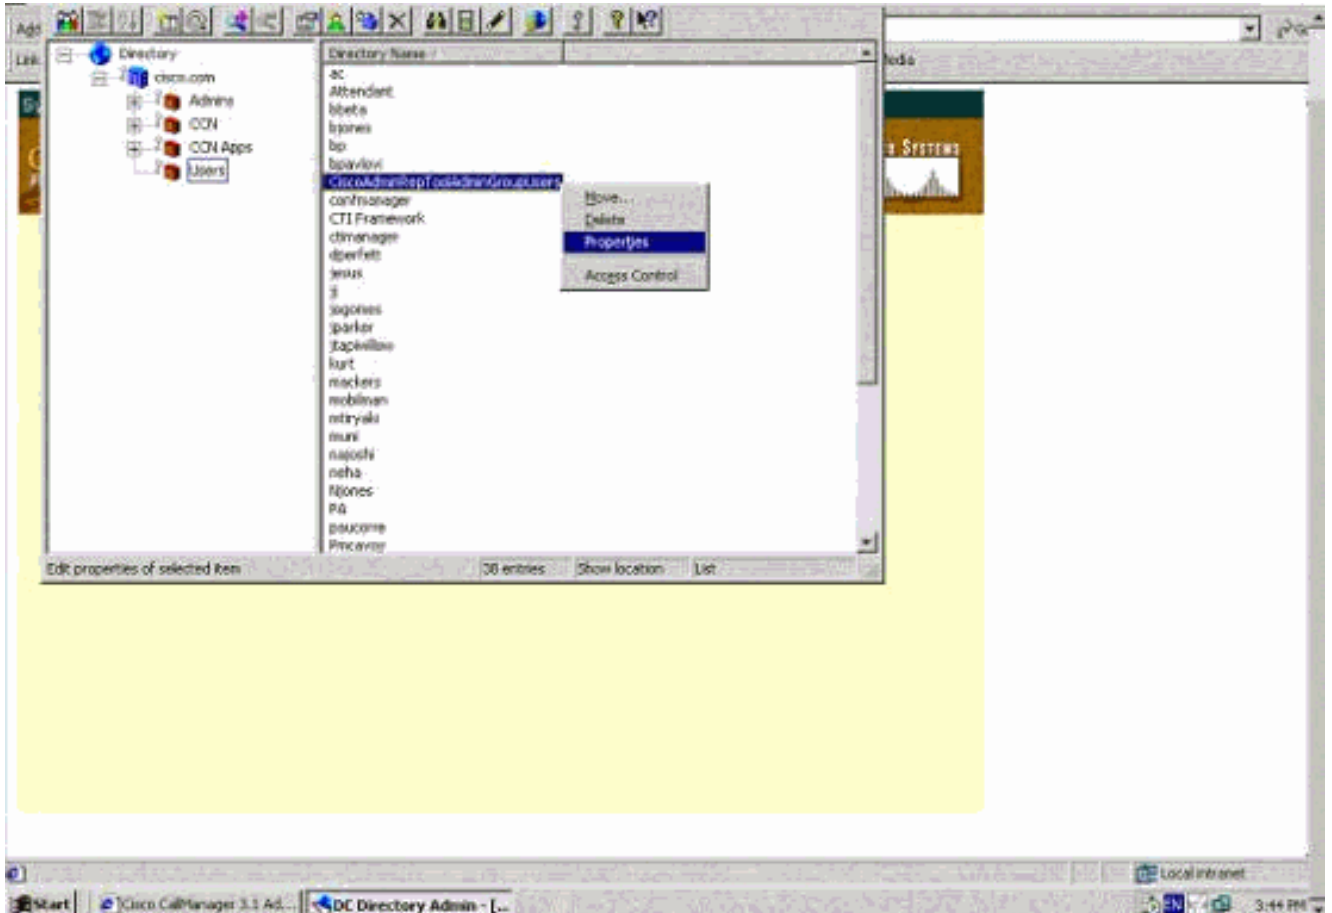 Directory
cisco.com
Admins
CCN
CCN Apps
Users
Directory Name
ac
Attendant
bbeta
bjones
bp
bpavlovi
CiscoAdminRepToolAdminGroupUsers
confmanager
CTI Framework
ctimanager
dperfett
jesus
jj
jogomes
jparker
jtapiwillow
kurt
mackers
mobilman
mtiryaki
muni
najoshi
neha
Njones
PA
paucorre
Pmcavoy
Move...
Delete
Properties
Access Control
Edit properties of selected item
38 entries
Show location
List
Systems
Local intranet
Start
Cisco CallManager 3.1 Ad...
DC Directory Admin - [...
EN
3:44 PM